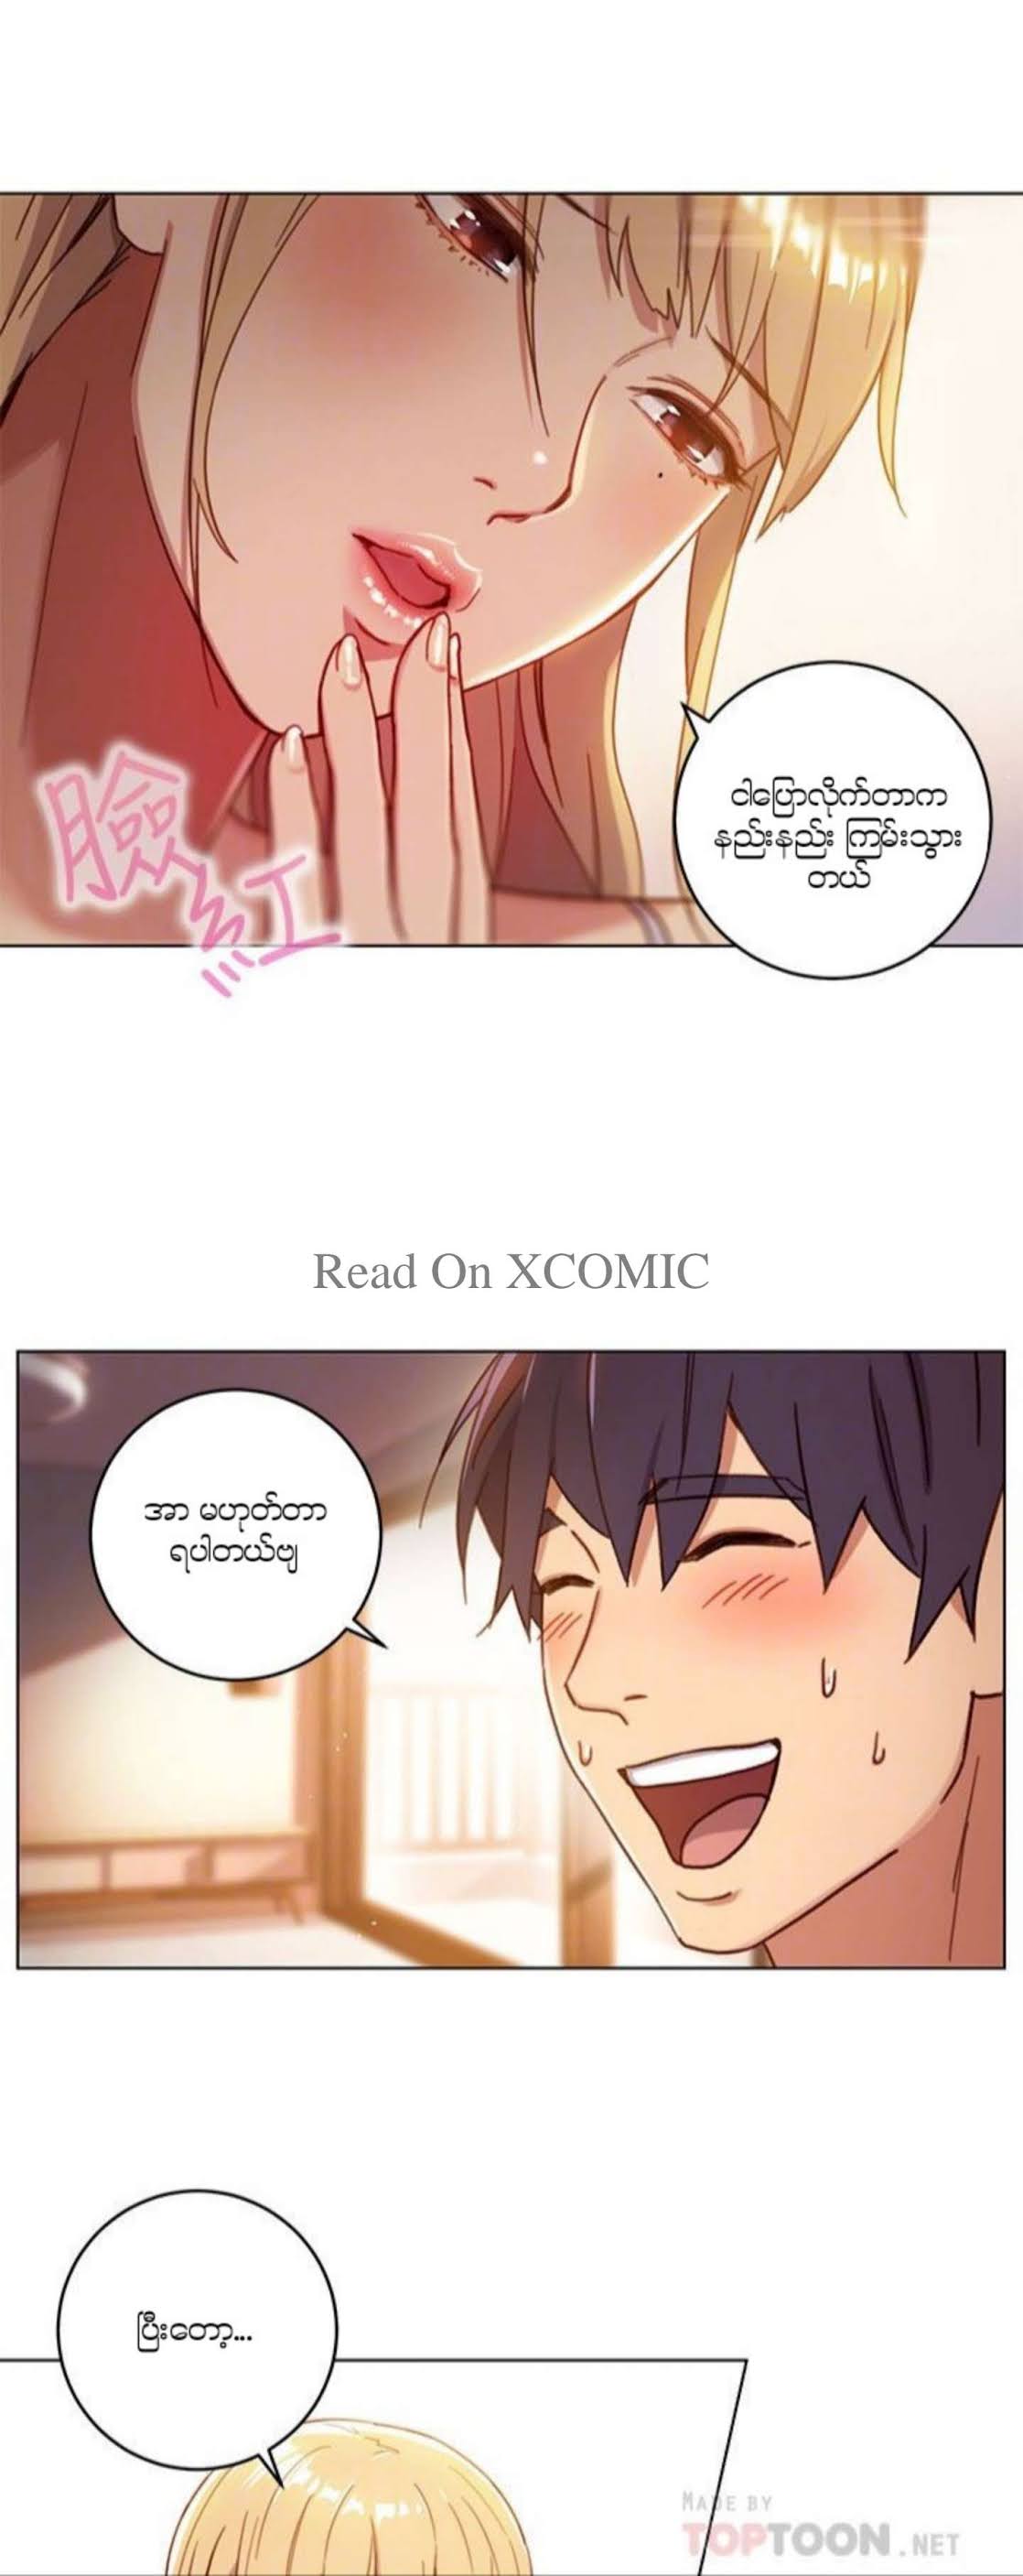 ငါပြောလိုက်တာက
နည်းနည်း ကြမ်းသွား
တယ်
臉紅
Read On XCOMIC
အာ မဟုတ်တာ
ရပါတယ်ဗျ
ပြီးတော့...
MADE BY
TOPTOON.NET